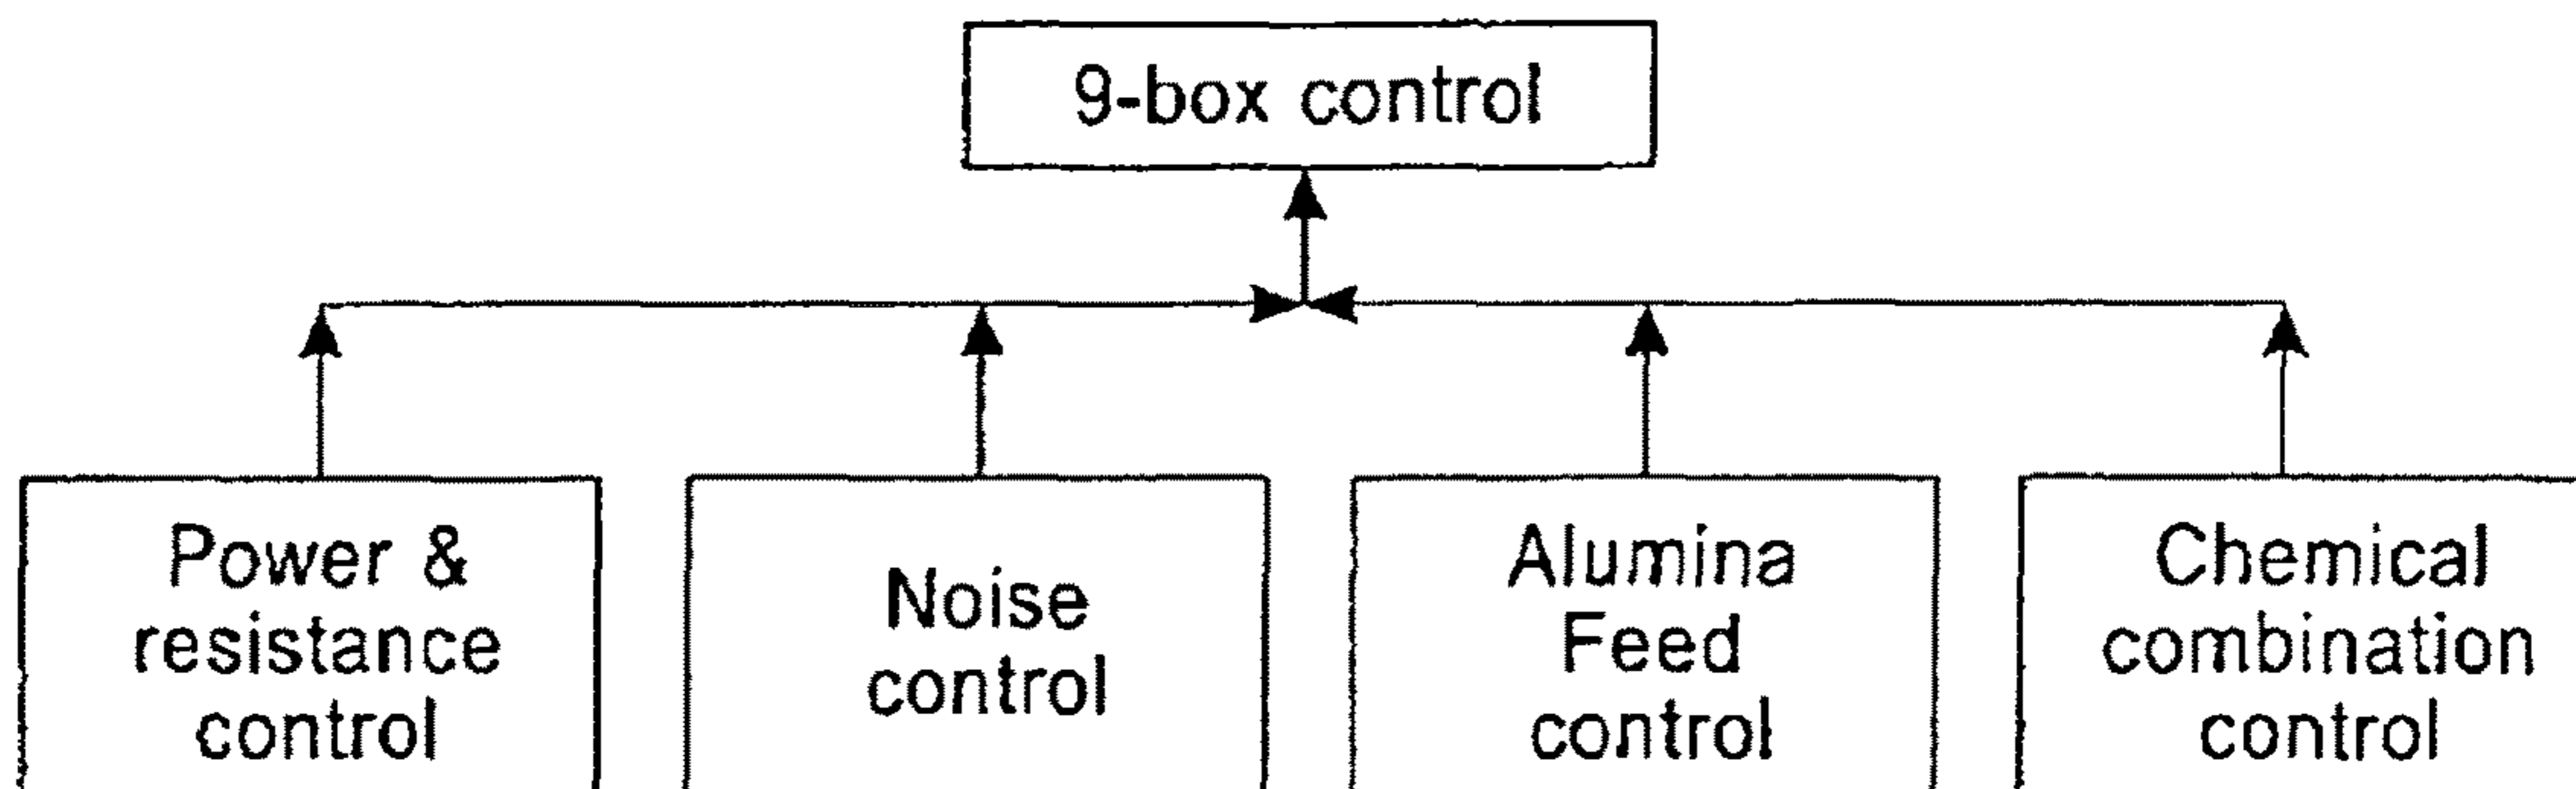 9-box control
Power &
resistance
control
Noise
control
Alumina
Feed
control
Chemical
combination
control